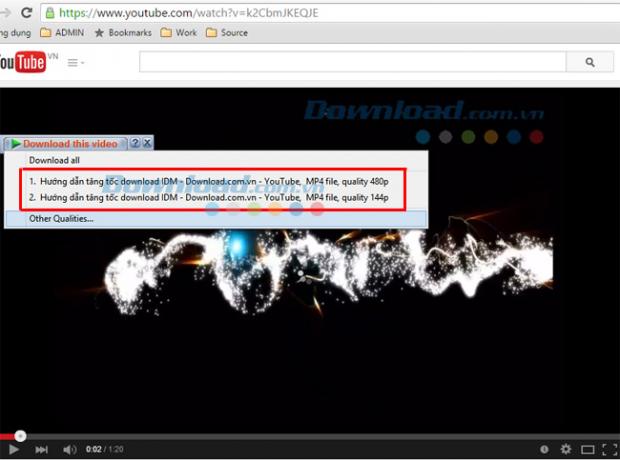 https://www.youtube.com/watch?v=k2CbmJKEQJE
ng dụng ADMIN Bookmarks Work Source
YouTube VN
Download.com.vn
Download this video ? X
Download all
1. Hướng dẫn tăng tốc download IDM - Download.com.vn - YouTube, MP4 file, quality 480p
2. Hướng dẫn tăng tốc download IDM - Download.com.vn - YouTube, MP4 file, quality 144p
Download.com.vn
Other Qualities...
0:02 / 1:20